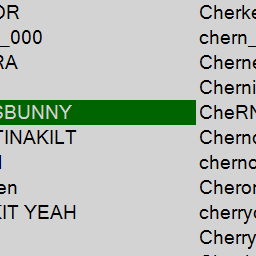 OR Cherke
_000 chern_
RA Cherne
Cherni
SBUNNY CheRN
TINAKILT cherno
cherno
en Cheron
KIT YEAH cherryc
Cherry